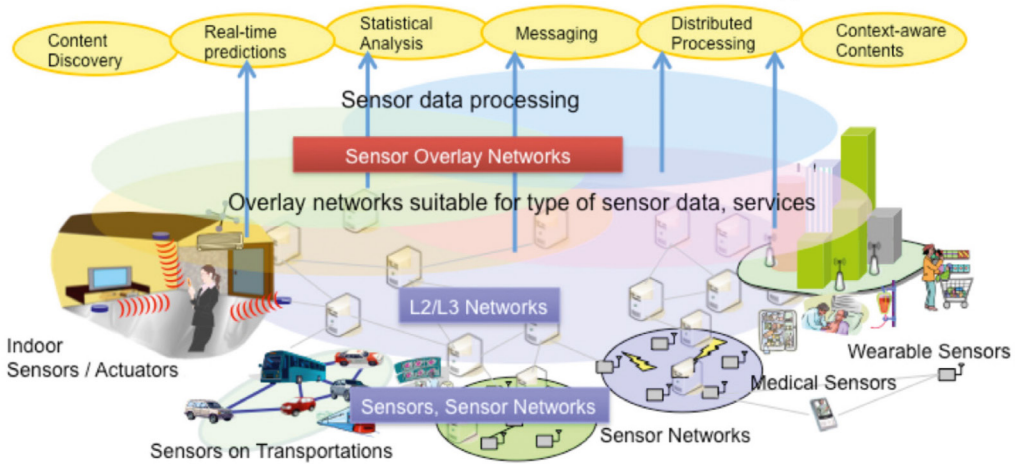 Content
Discovery
Real-time
predictions
Statistical
Analysis
Messaging
Distributed
Processing
Context-aware
Contents
Sensor data processing
Sensor Overlay Networks
Overlay networks suitable for type of sensor data, services
L2/L3 Networks
Indoor
Sensors / Actuators
Wearable Sensors
Medical Sensors
Sensors, Sensor Networks
Sensor Networks
Sensors on Transportations